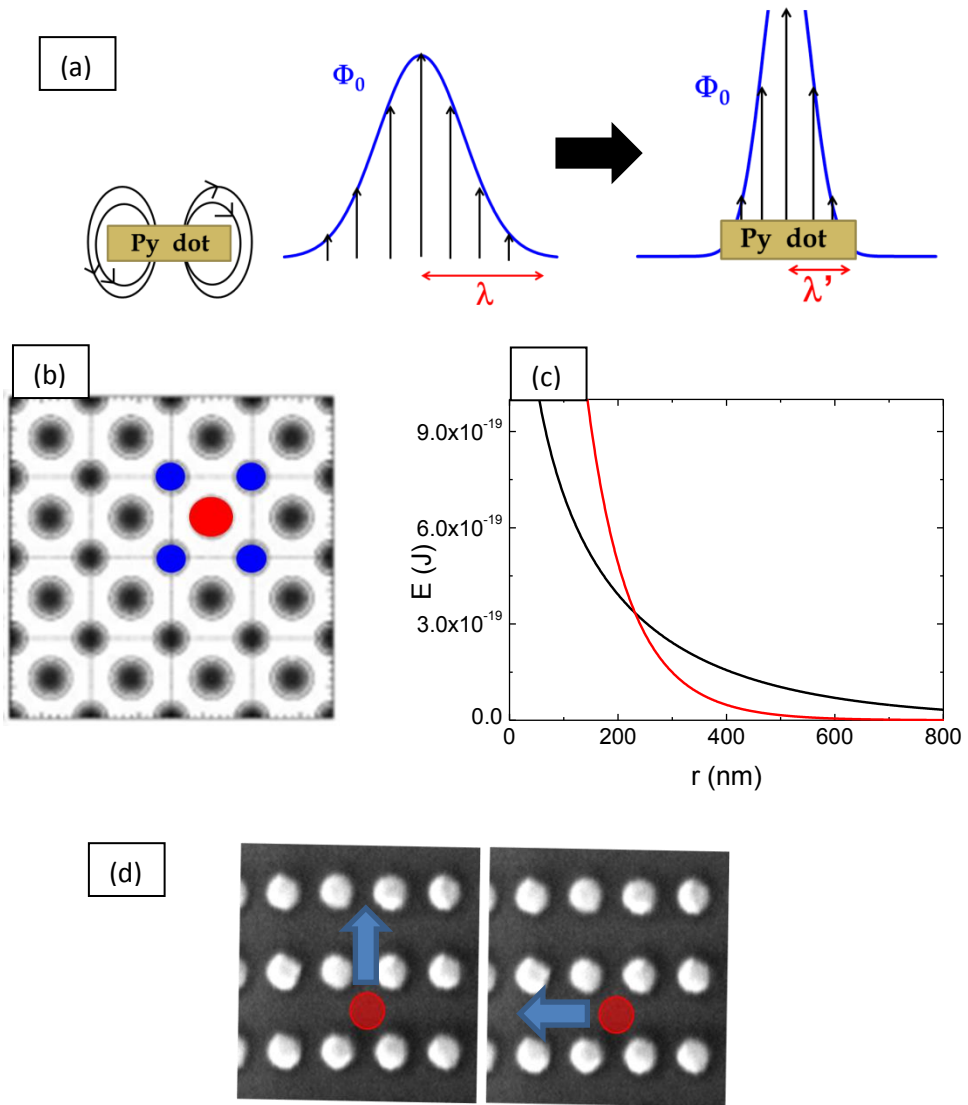 (a)
Φ₀
Φ₀
Py dot
Py dot
λ
λ’
(b)
(c)
9.0x10⁻¹⁹
6.0x10⁻¹⁹
3.0x10⁻¹⁹
0.0
E (J)
0 200 400 600 800
r (nm)
(d)